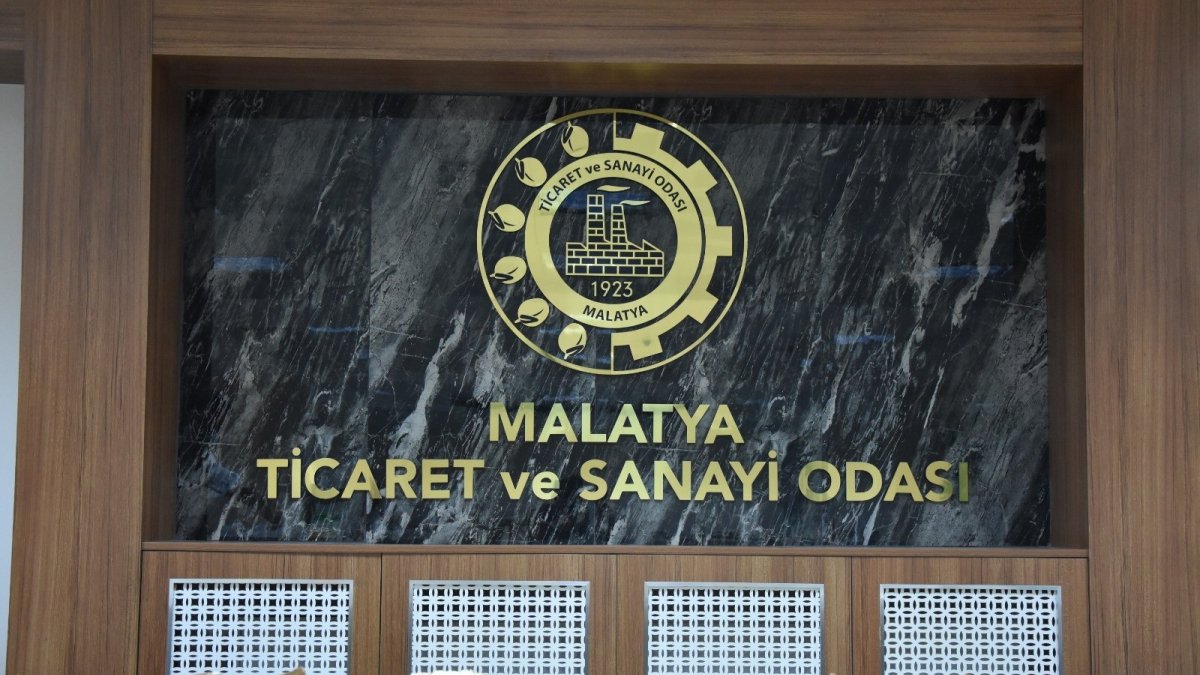 TİCARET ve SANAYİ ODASI
1923
MALATYA
MALATYA
TİCARET ve SANAYİ ODASI